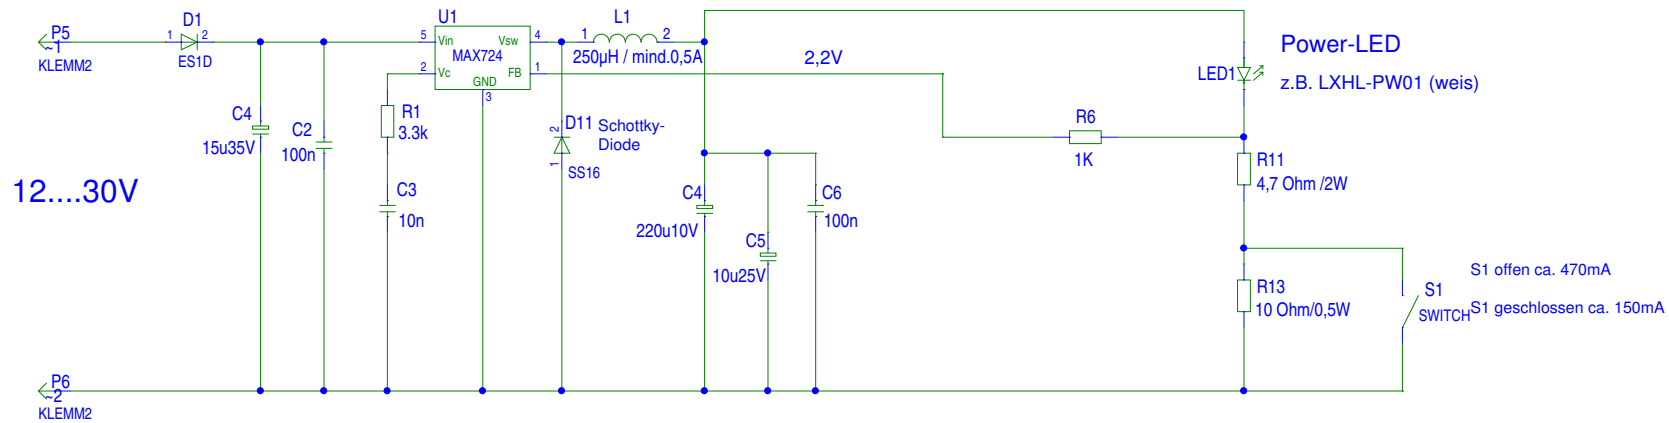 P5
~1
KLEMM2
D1
1
2
ES1D
12....30V
C4
15u35V
C2
100n
U1
5
Vin
Vsw
4
MAX724
2
Vc
FB
1
GND
3
R1
3.3k
C3
10n
L1
1
2
250µH / mind.0,5A
2
D11
Schottky-
Diode
1
SS16
2,2V
C4
220u10V
C5
10u25V
C6
100n
R6
1K
LED1
Power-LED
z.B. LXHL-PW01 (weis)
R11
4,7 Ohm /2W
R13
10 Ohm/0,5W
S1
SWITCH
S1 offen ca. 470mA
S1 geschlossen ca. 150mA
P6
~2
KLEMM2